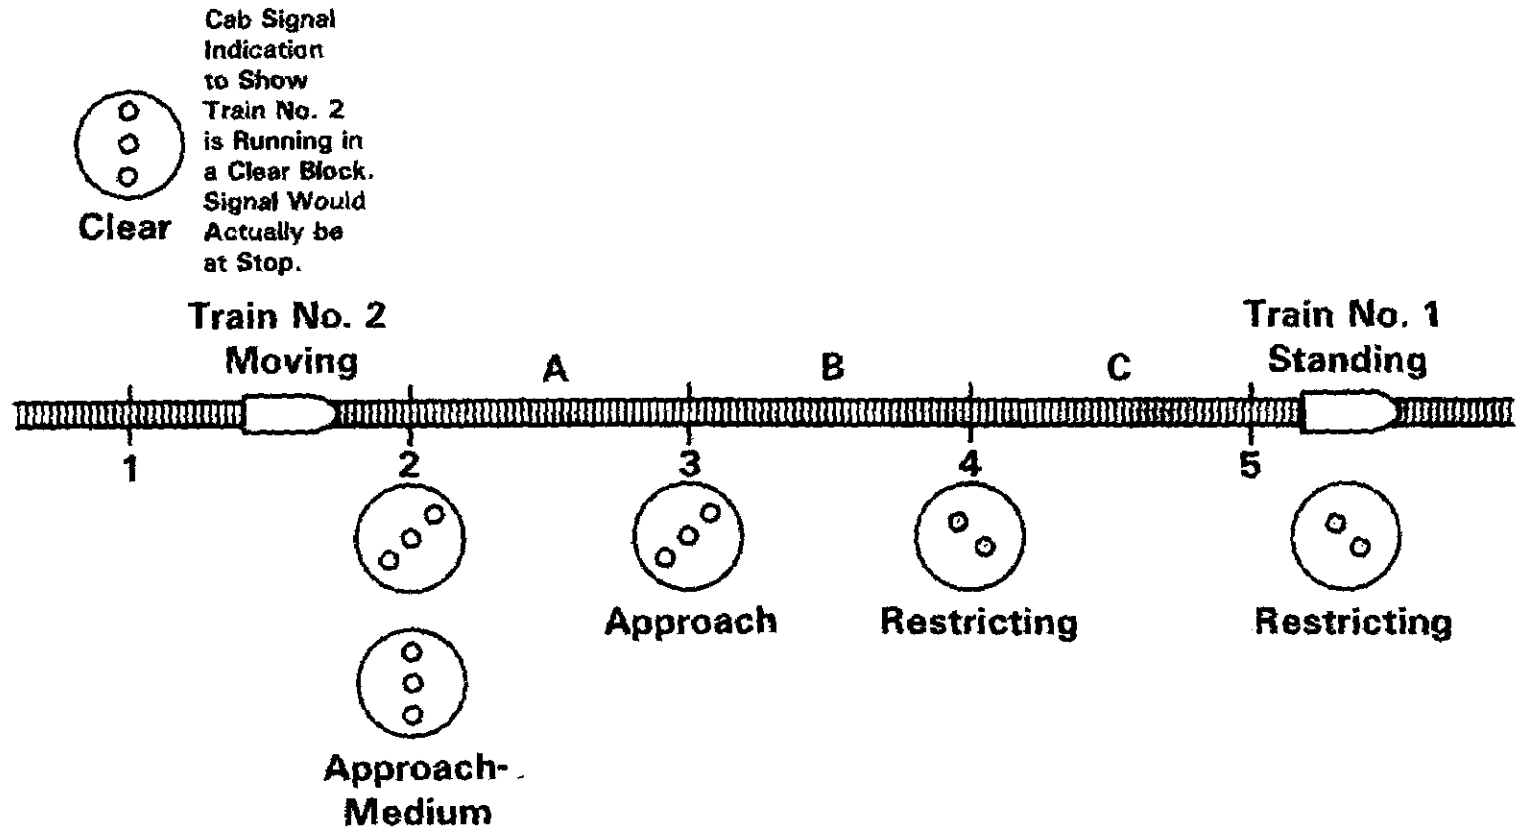 Cab Signal
Indication
to Show
Train No. 2
is Running in
a Clear Block.
Signal Would
Actually be
at Stop.
Clear
Train No. 2
Moving
A
B
C
Train No. 1
Standing
1
2
3
4
5
Approach
Restricting
Restricting
Approach-
Medium